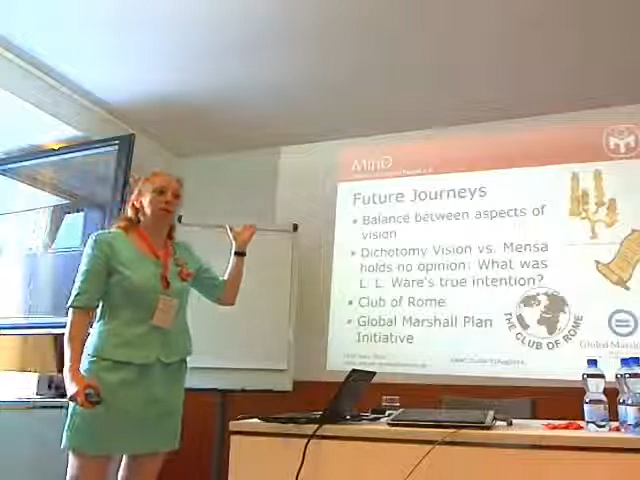 MinD
Future Journeys
• Balance between aspects of
vision
• Dichotomy Vision vs. Mensa
holds no opinion: What was
L. L. Ware's true intention?
• Club of Rome
• Global Marshall Plan
Initiative
THE CLUB OF ROME